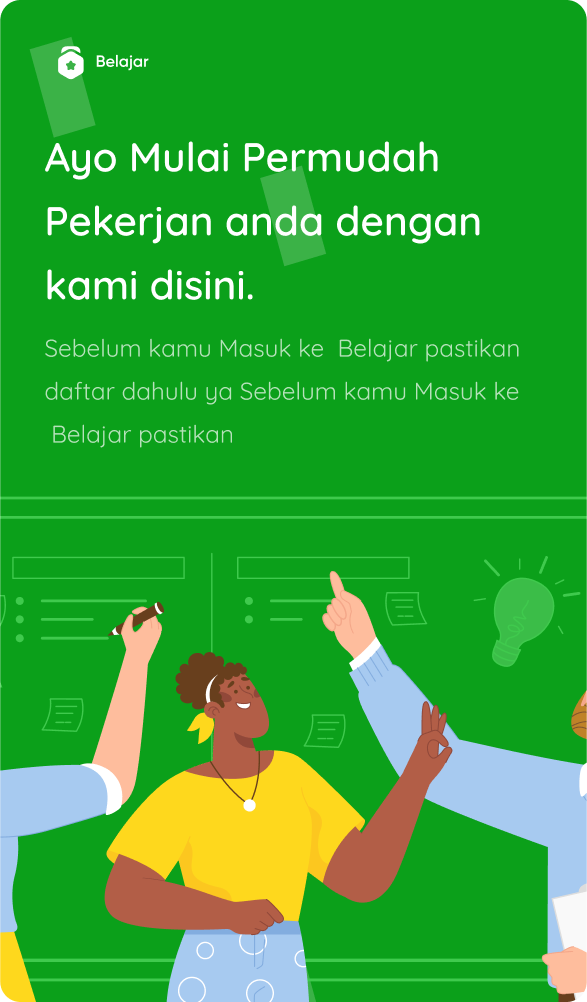 Belajar
Ayo Mulai Permudah
Pekerjan anda dengan
kami disini.
Sebelum kamu Masuk ke  Belajar pastikan
daftar dahulu ya Sebelum kamu Masuk ke
Belajar pastikan